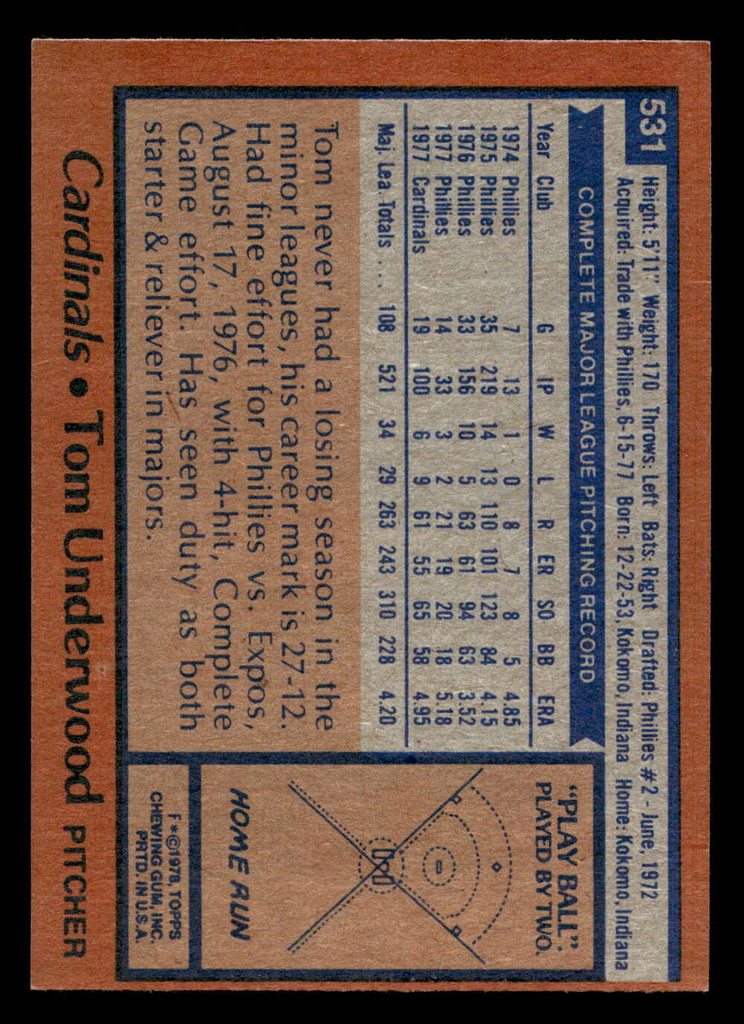 531
Height: 5'11" Weight: 170 Throws: Left Bats: Right Drafted: Phillies #2 - June, 1972
Acquired: Trade with Phillies, 6-15-77 Born: 12-22-53, Kokomo, Indiana Home: Kokomo, Indiana
COMPLETE MAJOR LEAGUE PITCHING RECORD
Year Club G IP W L R ER SO BB ERA
1974 Phillies 7 13 1 0 8 7 8 5 4.85
1975 Phillies 35 219 14 13 110 101 123 84 4.15
1976 Phillies 33 156 10 5 63 61 94 63 3.52
1977 Phillies 14 33 3 2 21 19 20 18 5.18
1977 Cardinals 19 100 6 9 61 55 65 58 4.95
Maj. Lea. Totals ... 108 521 34 29 263 243 310 228 4.20
Tom never had a losing season in the
minor leagues, his career mark is 27-12.
Had fine effort for Phillies vs. Expos,
August 17, 1976, with 4-hit, Complete
Game effort. Has seen duty as both
starter & reliever in majors.
"PLAY BALL"
PLAYED BY TWO.
HOME RUN
F*©1978, TOPPS
CHEWING GUM, INC.
PRTD. IN U.S.A.
Cardinals • Tom Underwood PITCHER